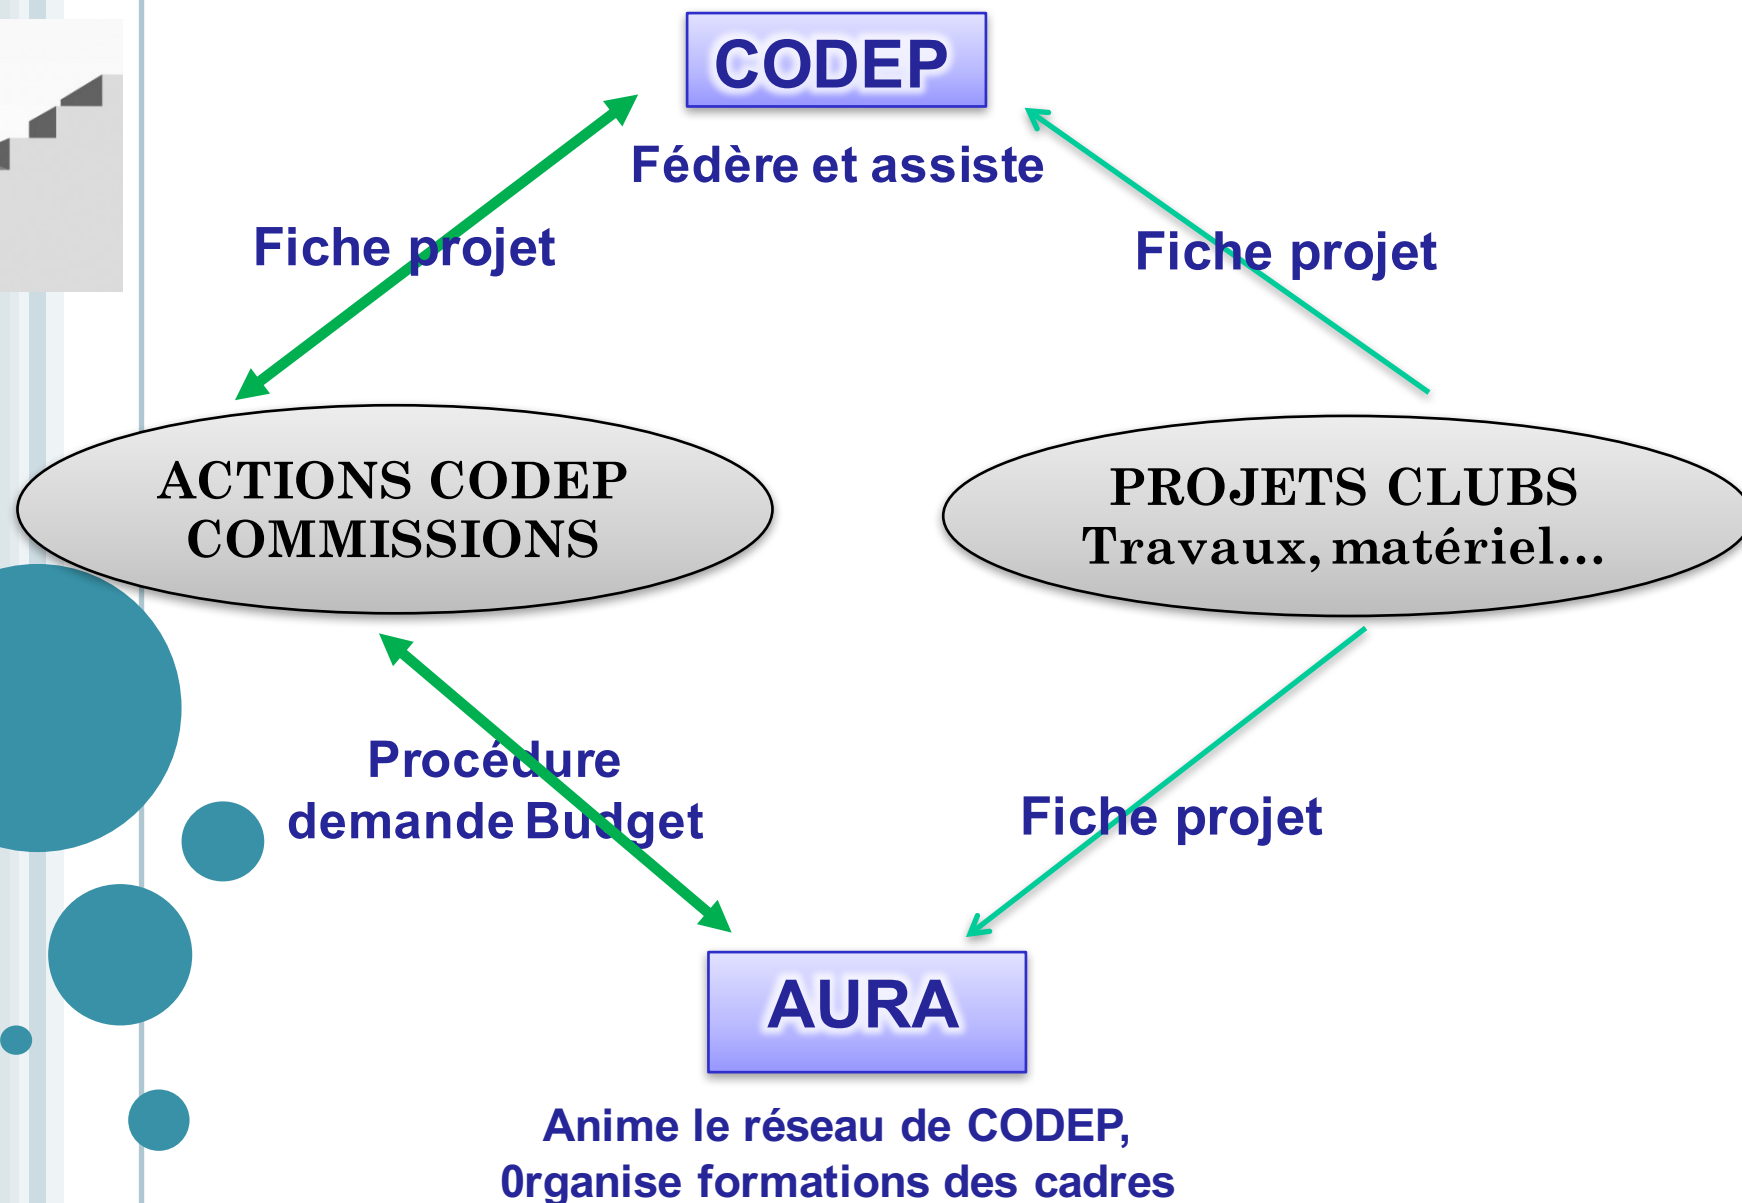 CODEP
Fédère et assiste
Fiche projet
Fiche projet
ACTIONS CODEP
COMMISSIONS
PROJETS CLUBS
Travaux, matériel...
Procédure
demande Budget
Fiche projet
AURA
Anime le réseau de CODEP,
0rganise formations des cadres